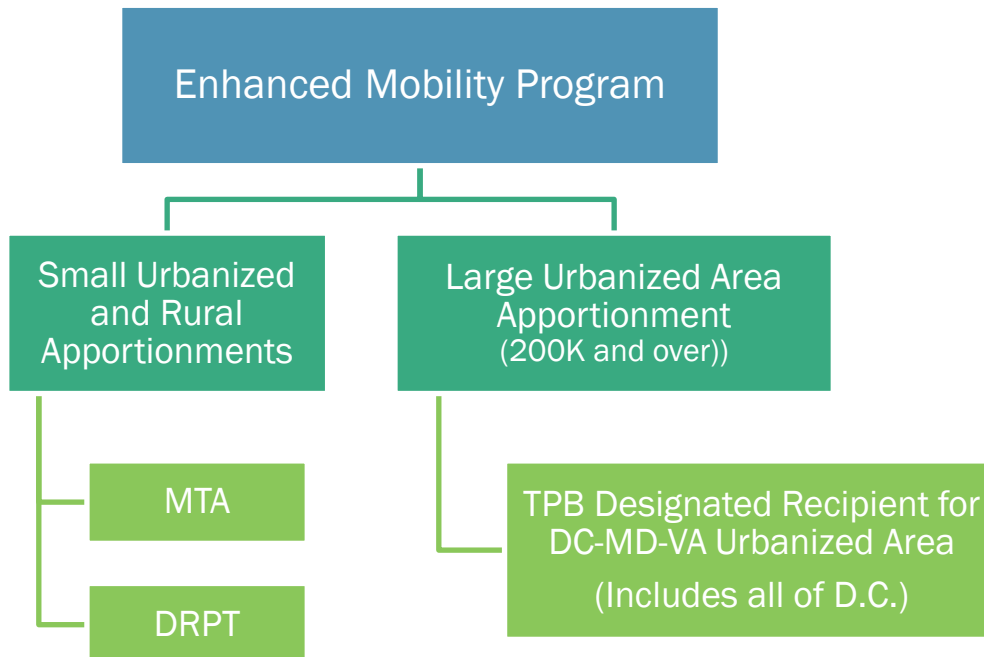 Enhanced Mobility Program
Small Urbanized
and Rural
Apportionments
Large Urbanized Area
Apportionment
(200K and over))
MTA
DRPT
TPB Designated Recipient for
DC-MD-VA Urbanized Area
(Includes all of D.C.)